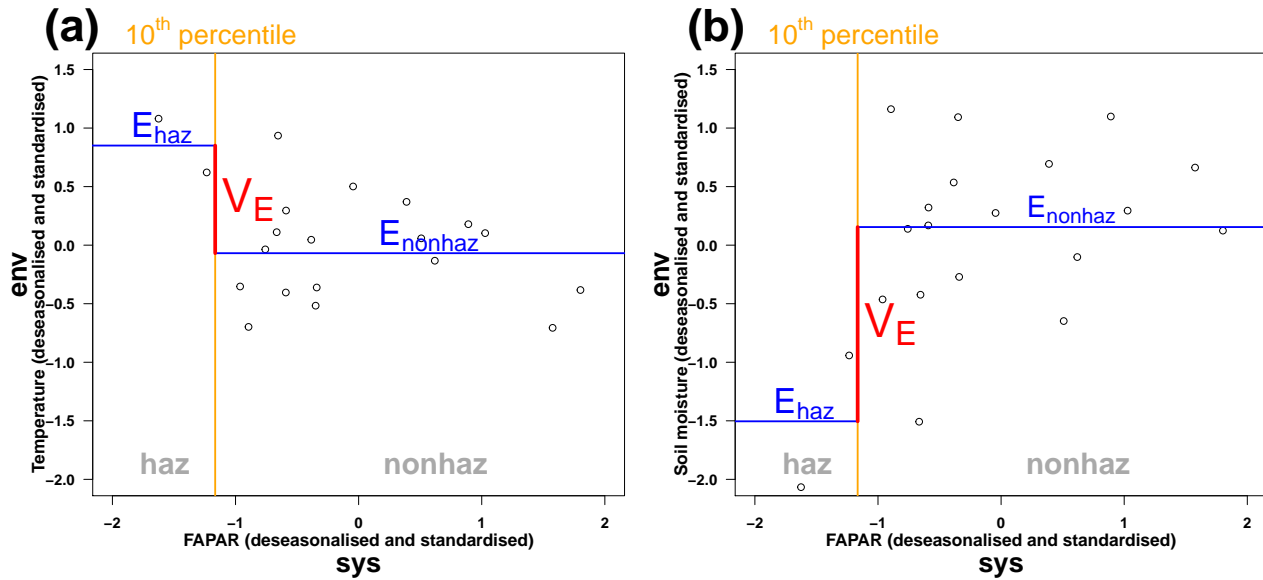 (a)
10th percentile
1.5
1.0
0.5
0.0
−0.5
−1.0
−1.5
−2.0
env
Temperature (deseasonalised and standardised)
Ehaz
VE
Enonhaz
haz
nonhaz
−2
−1
0
1
2
FAPAR (deseasonalised and standardised)
sys
(b)
10th percentile
1.5
1.0
0.5
0.0
−0.5
−1.0
−1.5
−2.0
env
Soil moisture (deseasonalised and standardised)
Enonhaz
VE
Ehaz
haz
nonhaz
−2
−1
0
1
2
FAPAR (deseasonalised and standardised)
sys